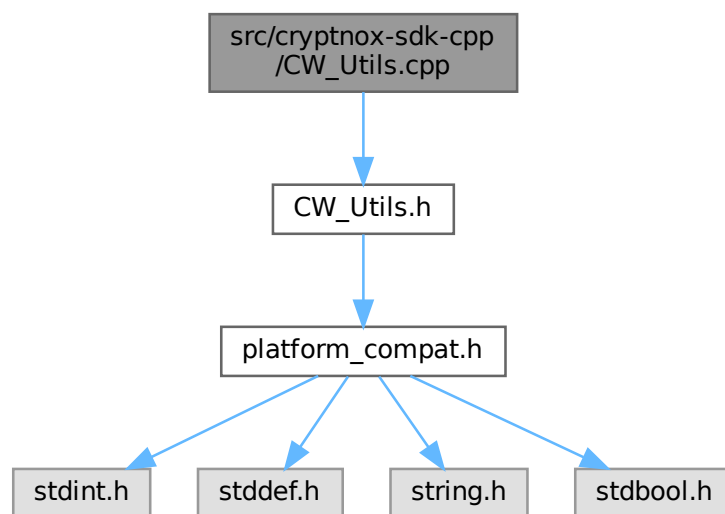 src/cryptnox-sdk-cpp
/CW_Utils.cpp
CW_Utils.h
platform_compat.h
stdint.h
stddef.h
string.h
stdbool.h